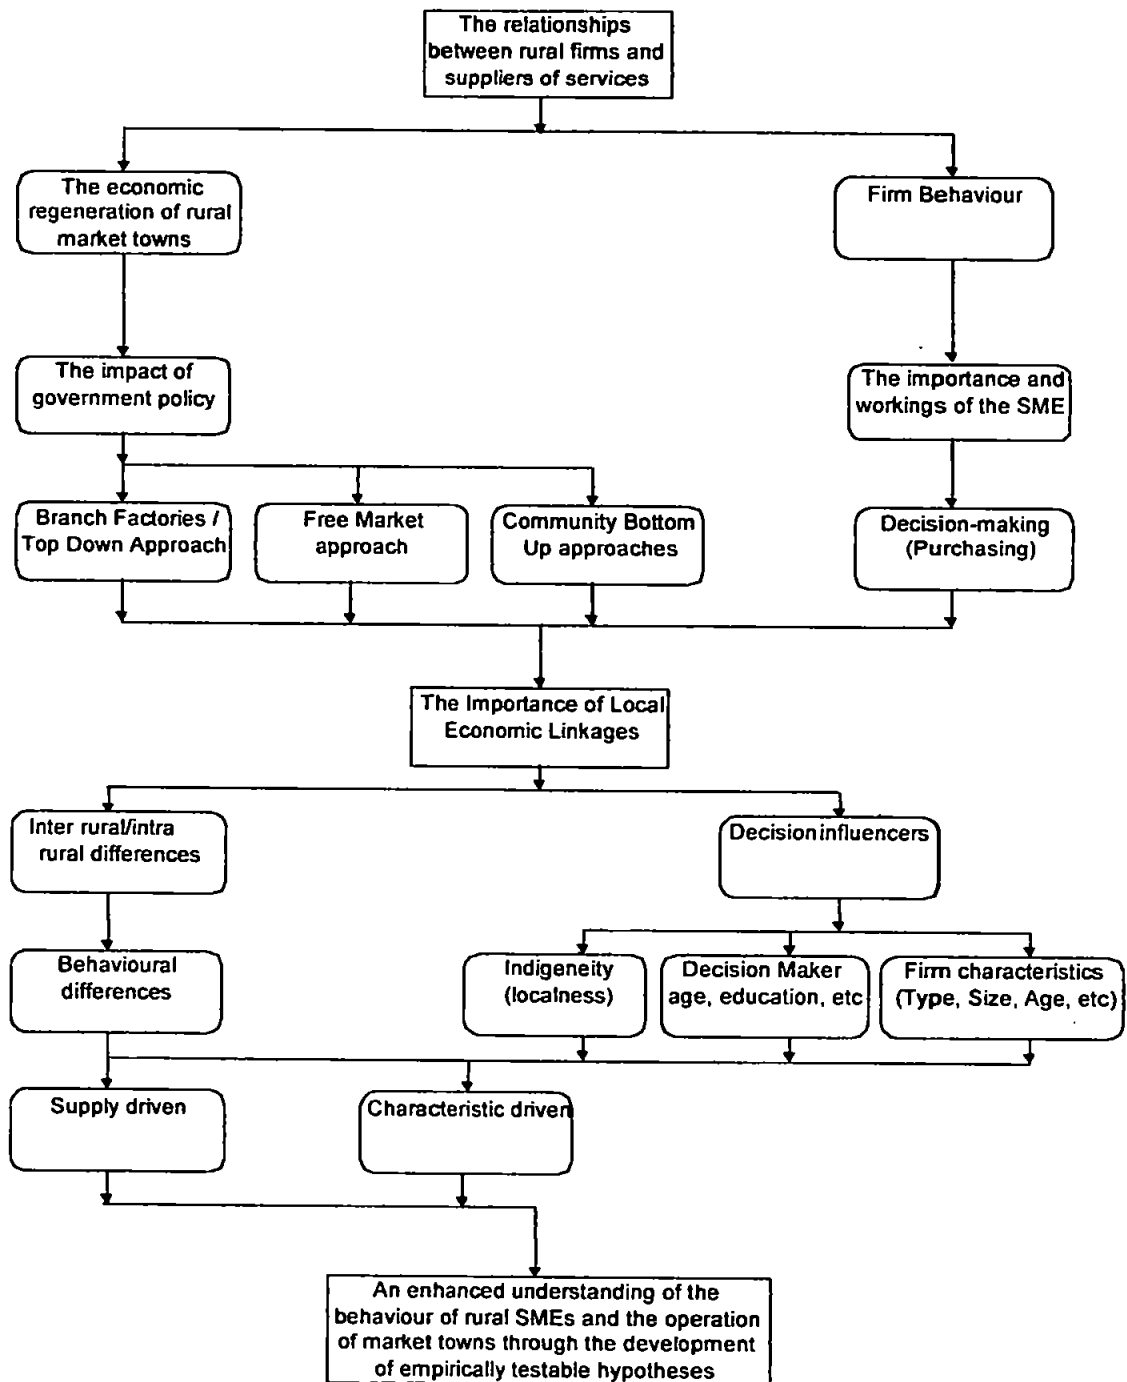 The relationships
between rural firms and
suppliers of services
The economic
regeneration of rural
market towns
Firm Behaviour
The impact of
government policy
The importance and
workings of the SME
Branch Factories /
Top Down Approach
Free Market
approach
Community Bottom
Up approaches
Decision-making
(Purchasing)
The Importance of Local
Economic Linkages
Inter rural/intra
rural differences
Decision influencers
Behavioural
differences
Indigeneity
(localness)
Decision Maker
age, education, etc
Firm characteristics
(Type, Size, Age, etc)
Supply driven
Characteristic driven
An enhanced understanding of the
behaviour of rural SMEs and the operation
of market towns through the development
of empirically testable hypotheses